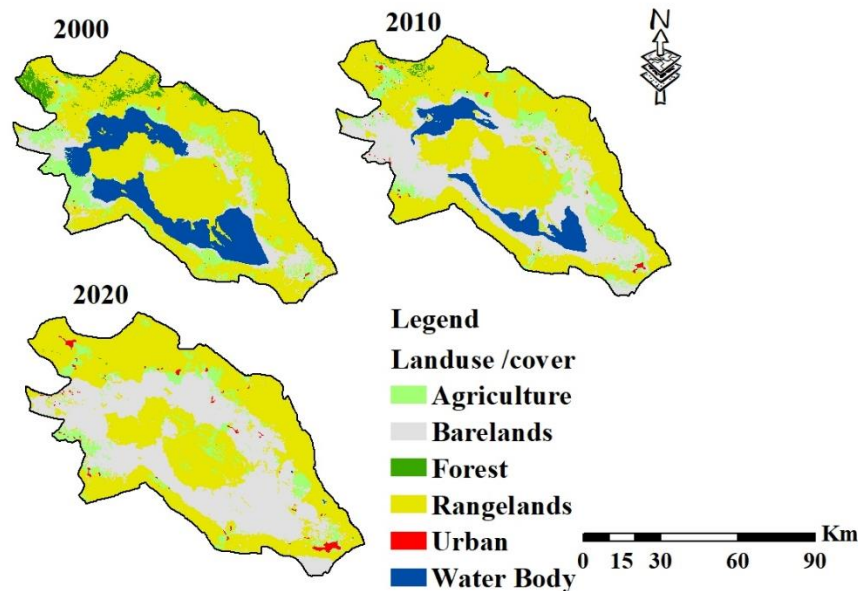 2000
2010
N
2020
Legend
Landuse /cover
Agriculture
Barelands
Forest
Rangelands
Urban
Water Body
Km
0 15 30 60 90